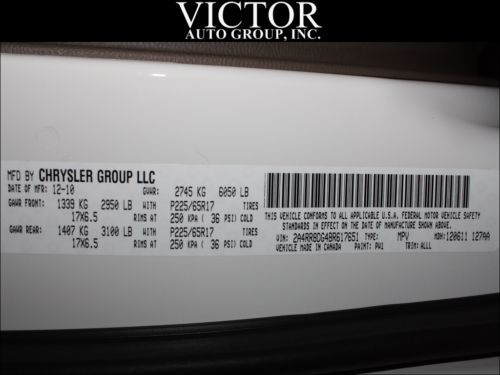 VICTOR
AUTO GROUP, INC.
MFD BY CHRYSLER GROUP LLC
DATE OF MFR: 12-10 GVWR: 2745 KG 6050 LB
GAWR FRONT: 1339 KG 2950 LB WITH P225/65R17 TIRES
17X6.5 RIMS AT 250 KPA ( 36 PSI) COLD
GAWR REAR: 1407 KG 3100 LB WITH P225/65R17 TIRES
17X6.5 RIMS AT 250 KPA ( 36 PSI) COLD
THIS VEHICLE CONFORMS TO ALL APPLICABLE U.S.A. FEDERAL MOTOR VEHICLE SAFETY
STANDARDS IN EFFECT ON THE DATE OF MANUFACTURE SHOWN ABOVE.
VIN: 2A4RR8DG4BR617651 TYPE: MPV MDH: 120611 127AA
VEHICLE MADE IN CANADA PAINT: PW1 TRIM: ALLL